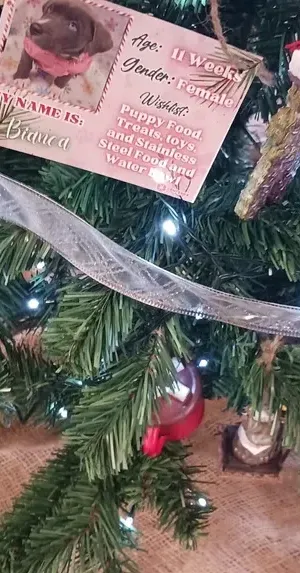 Age: 11 Weeks
Gender: Female
MY NAME IS:
Bianca
Wishlist:
Puppy Food,
Treats, toys,
and Stainless
Steel Food and
Water Bowl